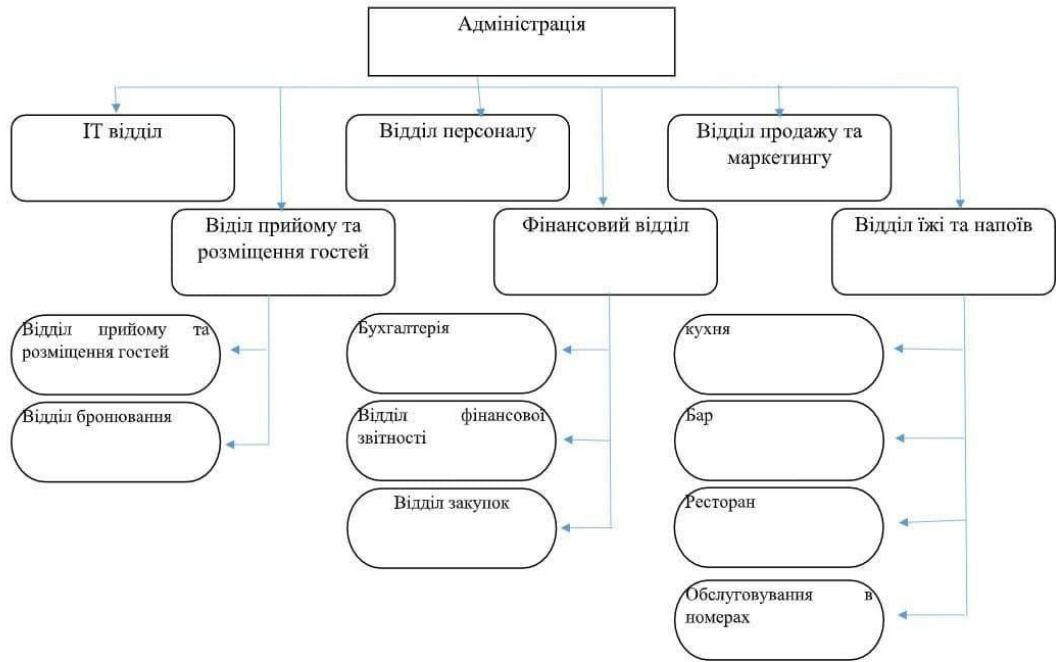 Адміністрація
ІТ відділ
Відділ персоналу
Відділ продажу та
маркетингу
Віділ прийому та
розміщення гостей
Фінансовий відділ
Відділ їжі та напоїв
Відділ прийому та
розміщення гостей
Бухгалтерія
кухня
Відділ бронювання
Відділ фінансової
звітності
Бар
Відділ закупок
Ресторан
Обслуговування в
номерах